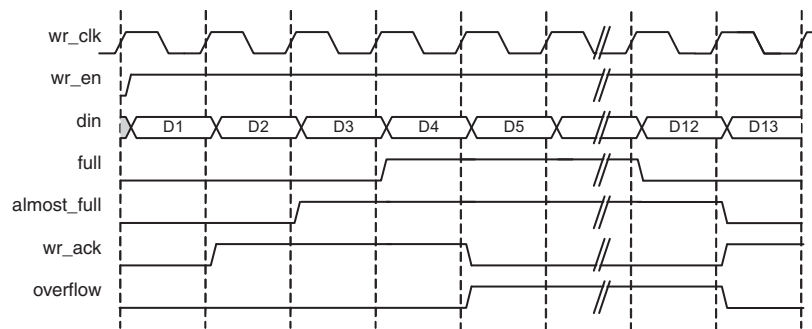 wr_clk
wr_en
din D1 D2 D3 D4 D5 D12 D13
full
almost_full
wr_ack
overflow